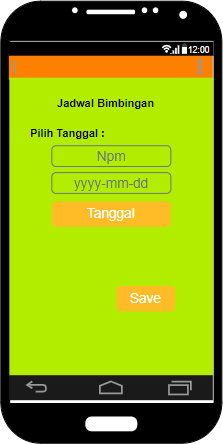 12:00
Jadwal Bimbingan
Pilih Tanggal :
Npm
yyyy-mm-dd
Tanggal
Save